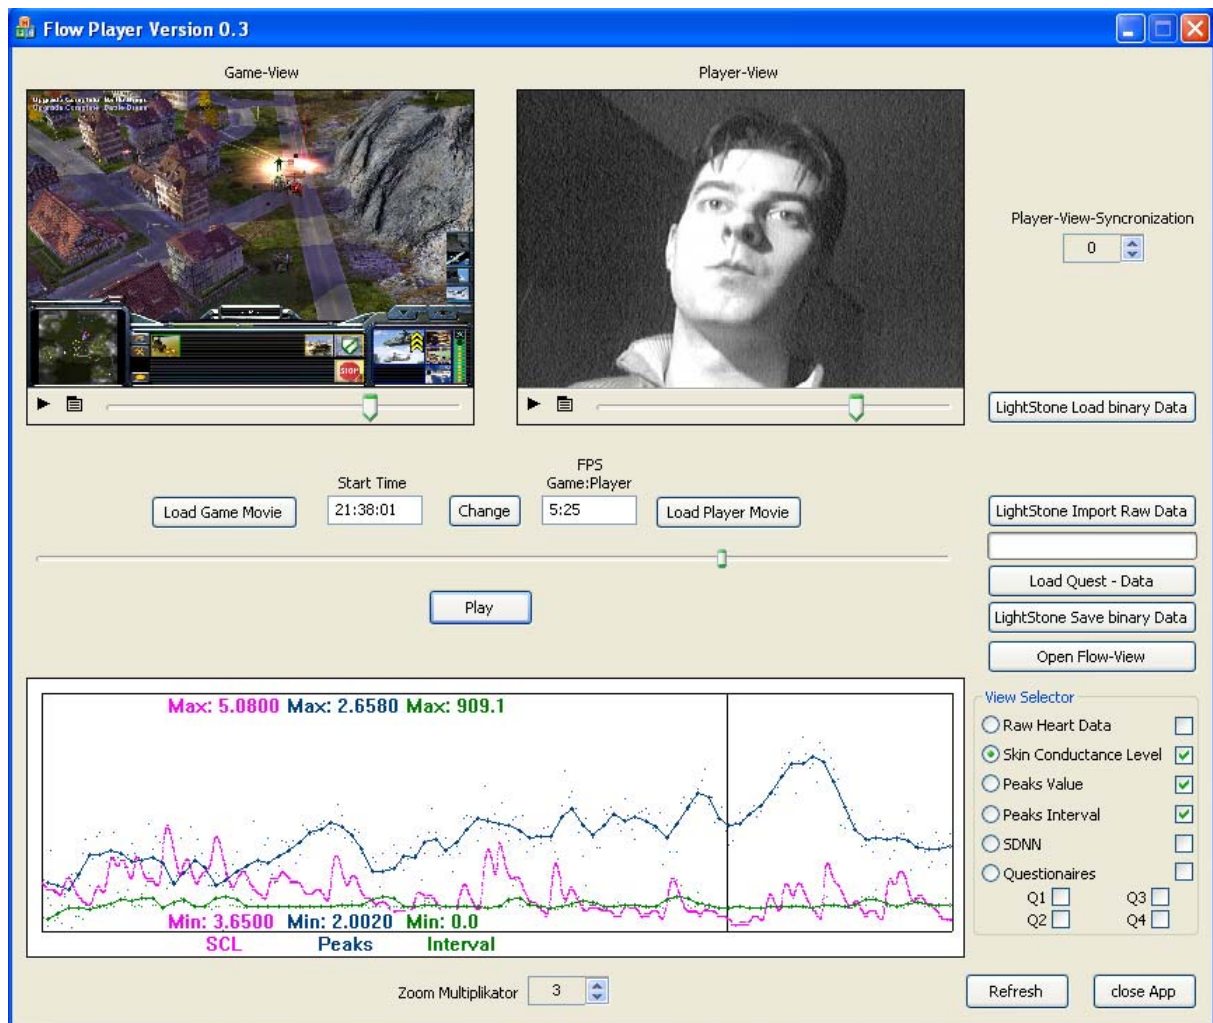 Flow Player Version 0.3
Game-View
Player-View
Player-View-Syncronization
0
STOP
LightStone Load binary Data
FPS
Start Time
Game:Player
Load Game Movie
21:38:01
Change
5:25
Load Player Movie
LightStone Import Raw Data
Load Quest - Data
Play
LightStone Save binary Data
Open Flow-View
Max: 5.0800 Max: 2.6580 Max: 909.1
Min: 3.6500 Min: 2.0020 Min: 0.0
SCL Peaks Interval
View Selector
Raw Heart Data
Skin Conductance Level
Peaks Value
Peaks Interval
SDNN
Questionaires
Q1 Q3
Q2 Q4
Zoom Multiplikator
3
Refresh
close App